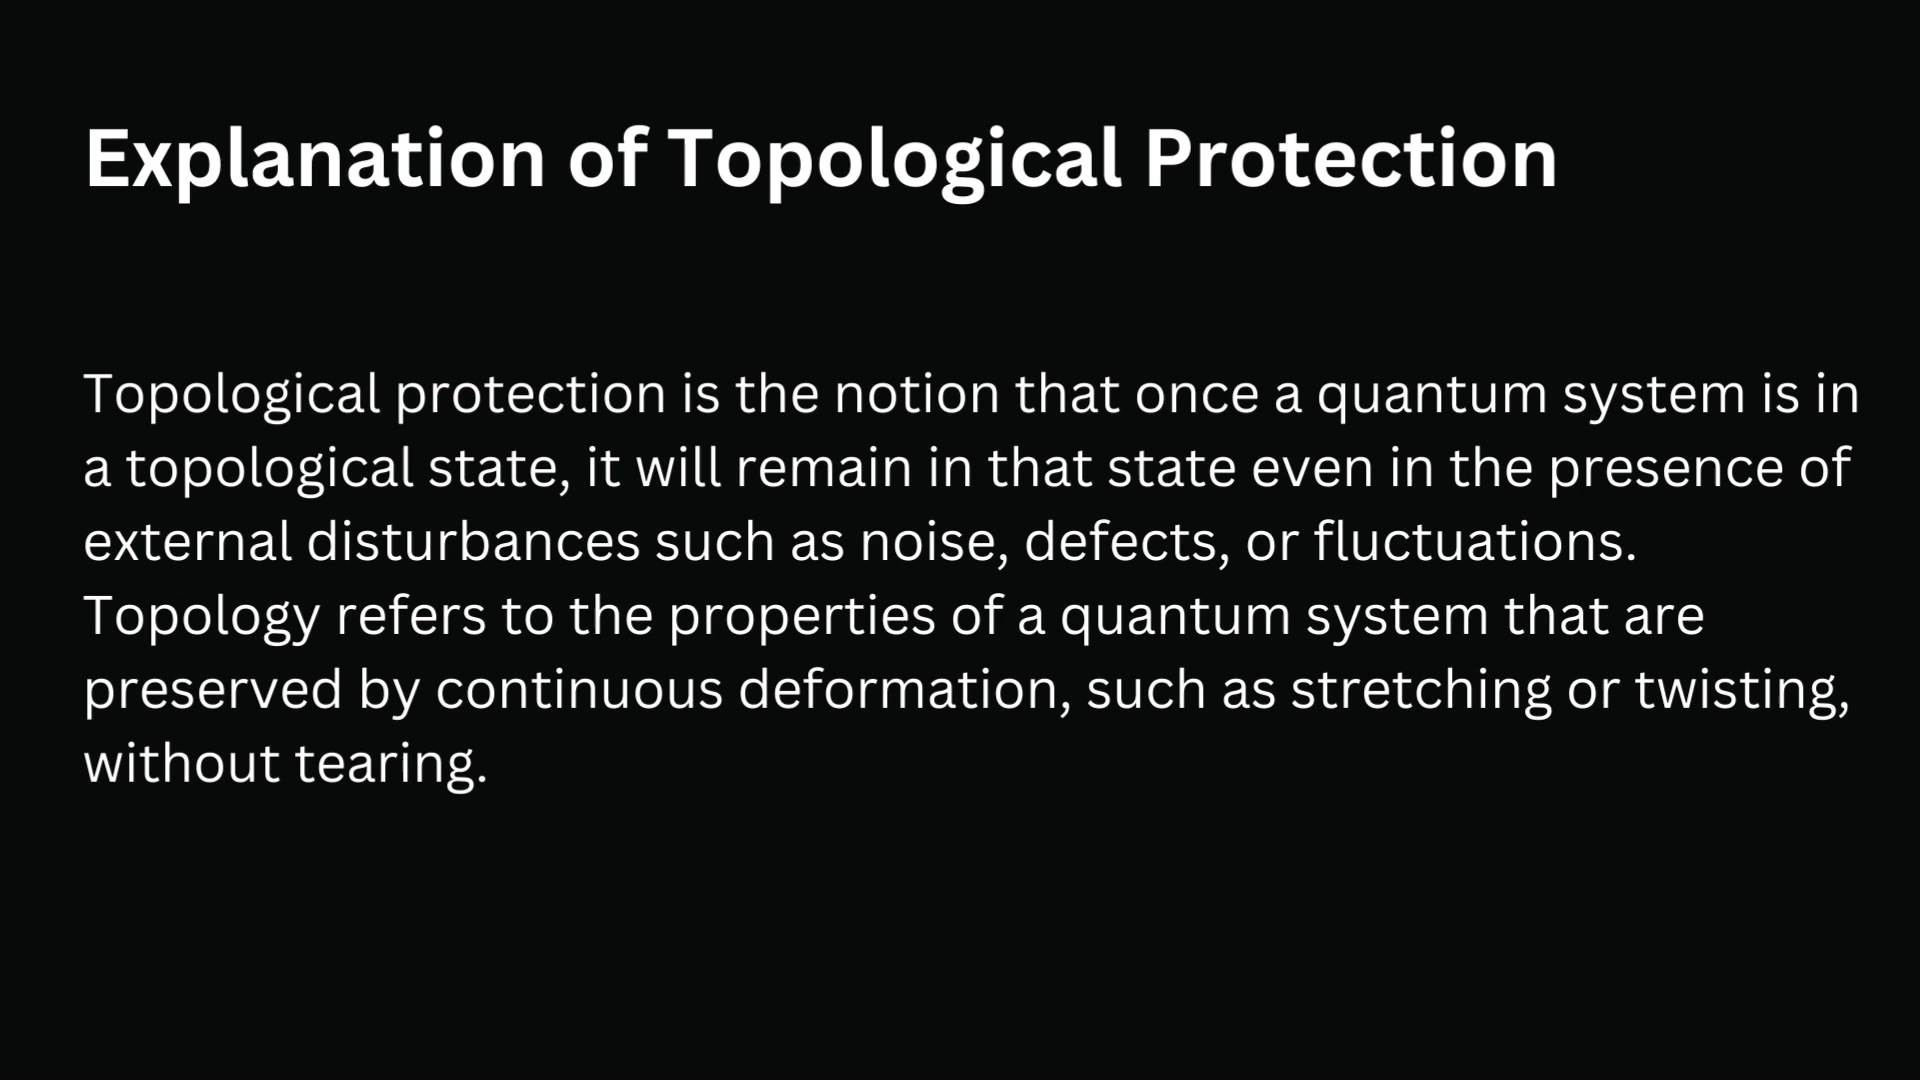 Explanation of Topological Protection
Topological protection is the notion that once a quantum system is in
a topological state, it will remain in that state even in the presence of
external disturbances such as noise, defects, or fluctuations.
Topology refers to the properties of a quantum system that are
preserved by continuous deformation, such as stretching or twisting,
without tearing.